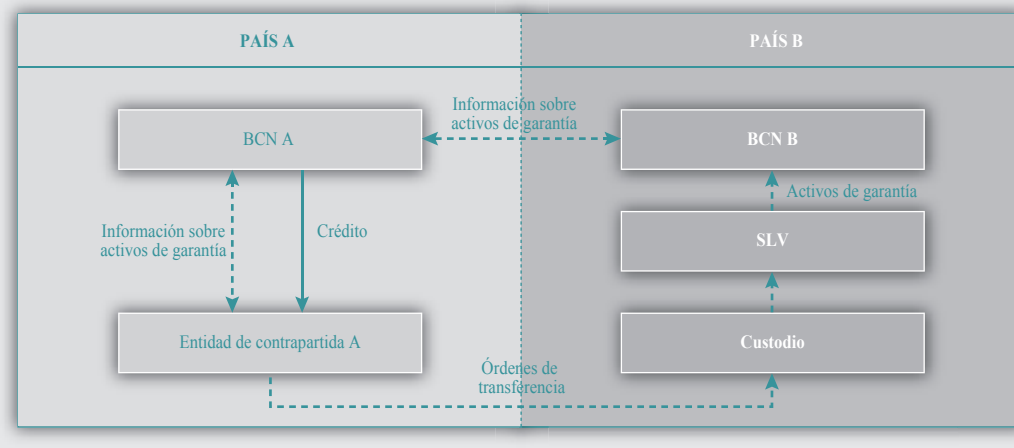 PAÍS A
PAÍS B
Información sobre
activos de garantía
BCN A
BCN B
Activos de garantía
Información sobre
activos de garantía
Crédito
SLV
Entidad de contrapartida A
Custodio
Órdenes de
transferencia